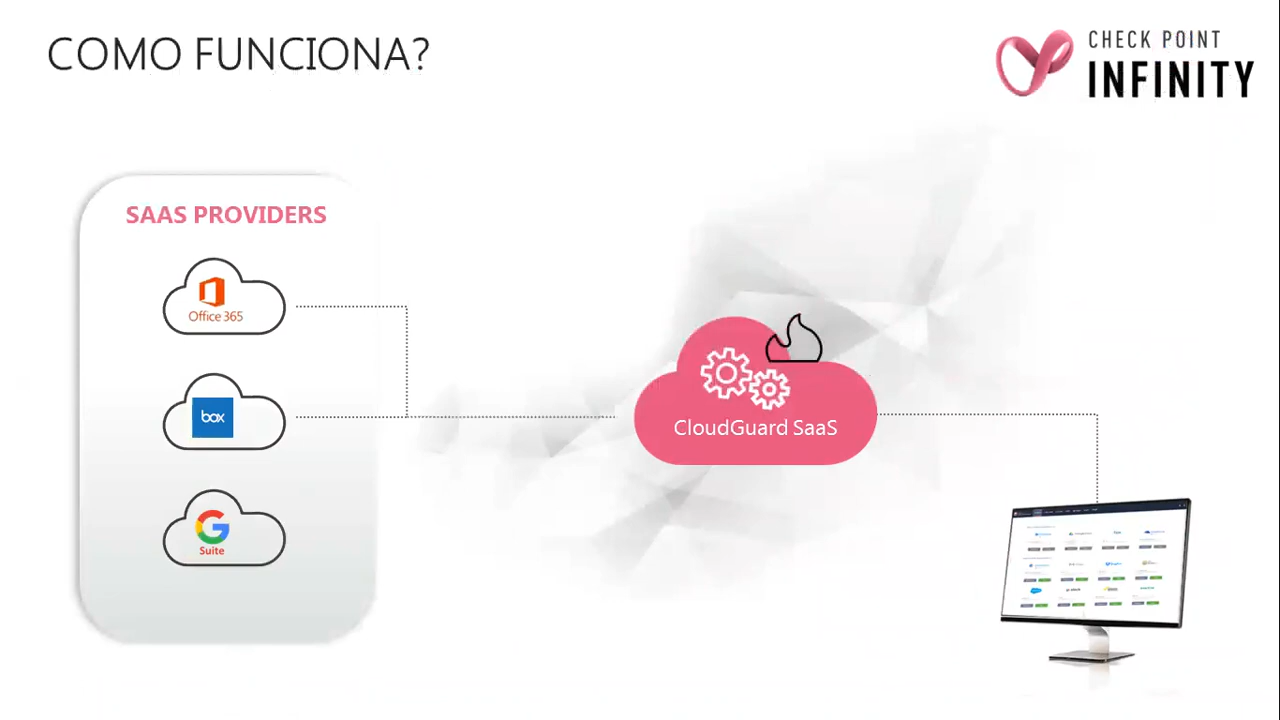 COMO FUNCIONA?
CHECK POINT
INFINITY
SAAS PROVIDERS
Office 365
box
G
Suite
CloudGuard SaaS